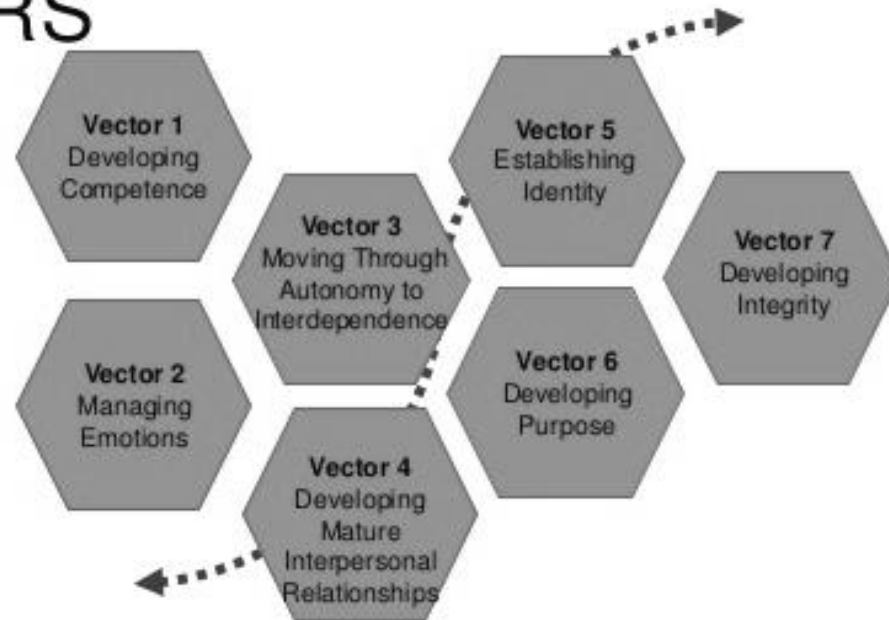 RS
Vector 1
Developing
Competence
Vector 2
Managing
Emotions
Vector 3
Moving Through
Autonomy to
Interdependence
Vector 4
Developing
Mature
Interpersonal
Relationships
Vector 5
Establishing
Identity
Vector 6
Developing
Purpose
Vector 7
Developing
Integrity